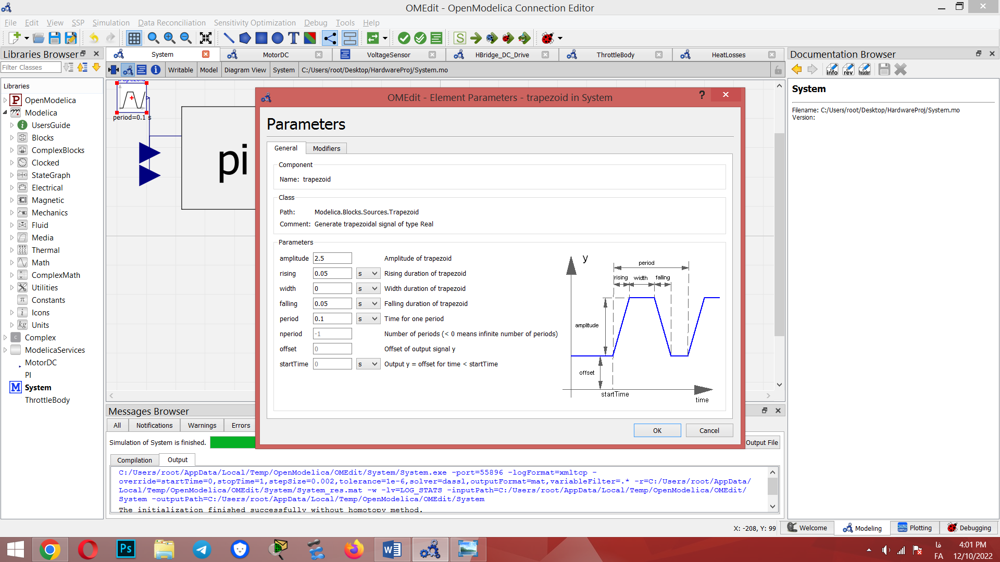 OMEdit - OpenModelica Connection Editor
File Edit View SSP Simulation Data Reconciliation Sensitivity Optimization Debug Tools Help
Libraries Browser
Filter Classes
Libraries
OpenModelica
Modelica
UsersGuide
Blocks
ComplexBlocks
Clocked
StateGraph
Electrical
Magnetic
Mechanics
Fluid
Media
Thermal
Math
ComplexMath
Utilities
Constants
Icons
Units
Complex
ModelicaServices
MotorDC
PI
System
ThrottleBody
System MotorDC VoltageSensor HBridge_DC_Drive ThrottleBody HeatLosses
Writable Model Diagram View System C:/Users/root/Desktop/HardwareProj/System.mo
trapezoid
period=0.1 s
pi
OMEdit - Element Parameters - trapezoid in System
Parameters
General Modifiers
Component
Name: trapezoid
Class
Path: Modelica.Blocks.Sources.Trapezoid
Comment: Generate trapezoidal signal of type Real
Parameters
amplitude 2.5 Amplitude of trapezoid
rising 0.05 s Rising duration of trapezoid
width 0 s Width duration of trapezoid
falling 0.05 s Falling duration of trapezoid
period 0.1 s Time for one period
nperiod -1 Number of periods (< 0 means infinite number of periods)
offset 0 Offset of output signal y
startTime 0 s Output y = offset for time < startTime
y
period
rising width falling
amplitude
offset
startTime
time
OK Cancel
Documentation Browser
info rev header
System
Filename: C:/Users/root/Desktop/HardwareProj/System.mo
Version:
Messages Browser
All Notifications Warnings Errors
Simulation of System is finished.
Output File
Compilation Output
C:/Users/root/AppData/Local/Temp/OpenModelica/OMEdit/System/System.exe -port=55896 -logFormat=xmltcp -
override=startTime=0,stopTime=1,stepSize=0.002,tolerance=1e-6,solver=dassl,outputFormat=mat,variableFilter=.* -r=C:/Users/root/AppData/
Local/Temp/OpenModelica/OMEdit/System/System_res.mat -w -lv=LOG_STATS -inputPath=C:/Users/root/AppData/Local/Temp/OpenModelica/OMEdit/
System -outputPath=C:/Users/root/AppData/Local/Temp/OpenModelica/OMEdit/System
The initialization finished successfully without homotopy method.
X: -208, Y: 99 Welcome Modeling Plotting Debugging
فا
FA
4:01 PM
12/10/2022